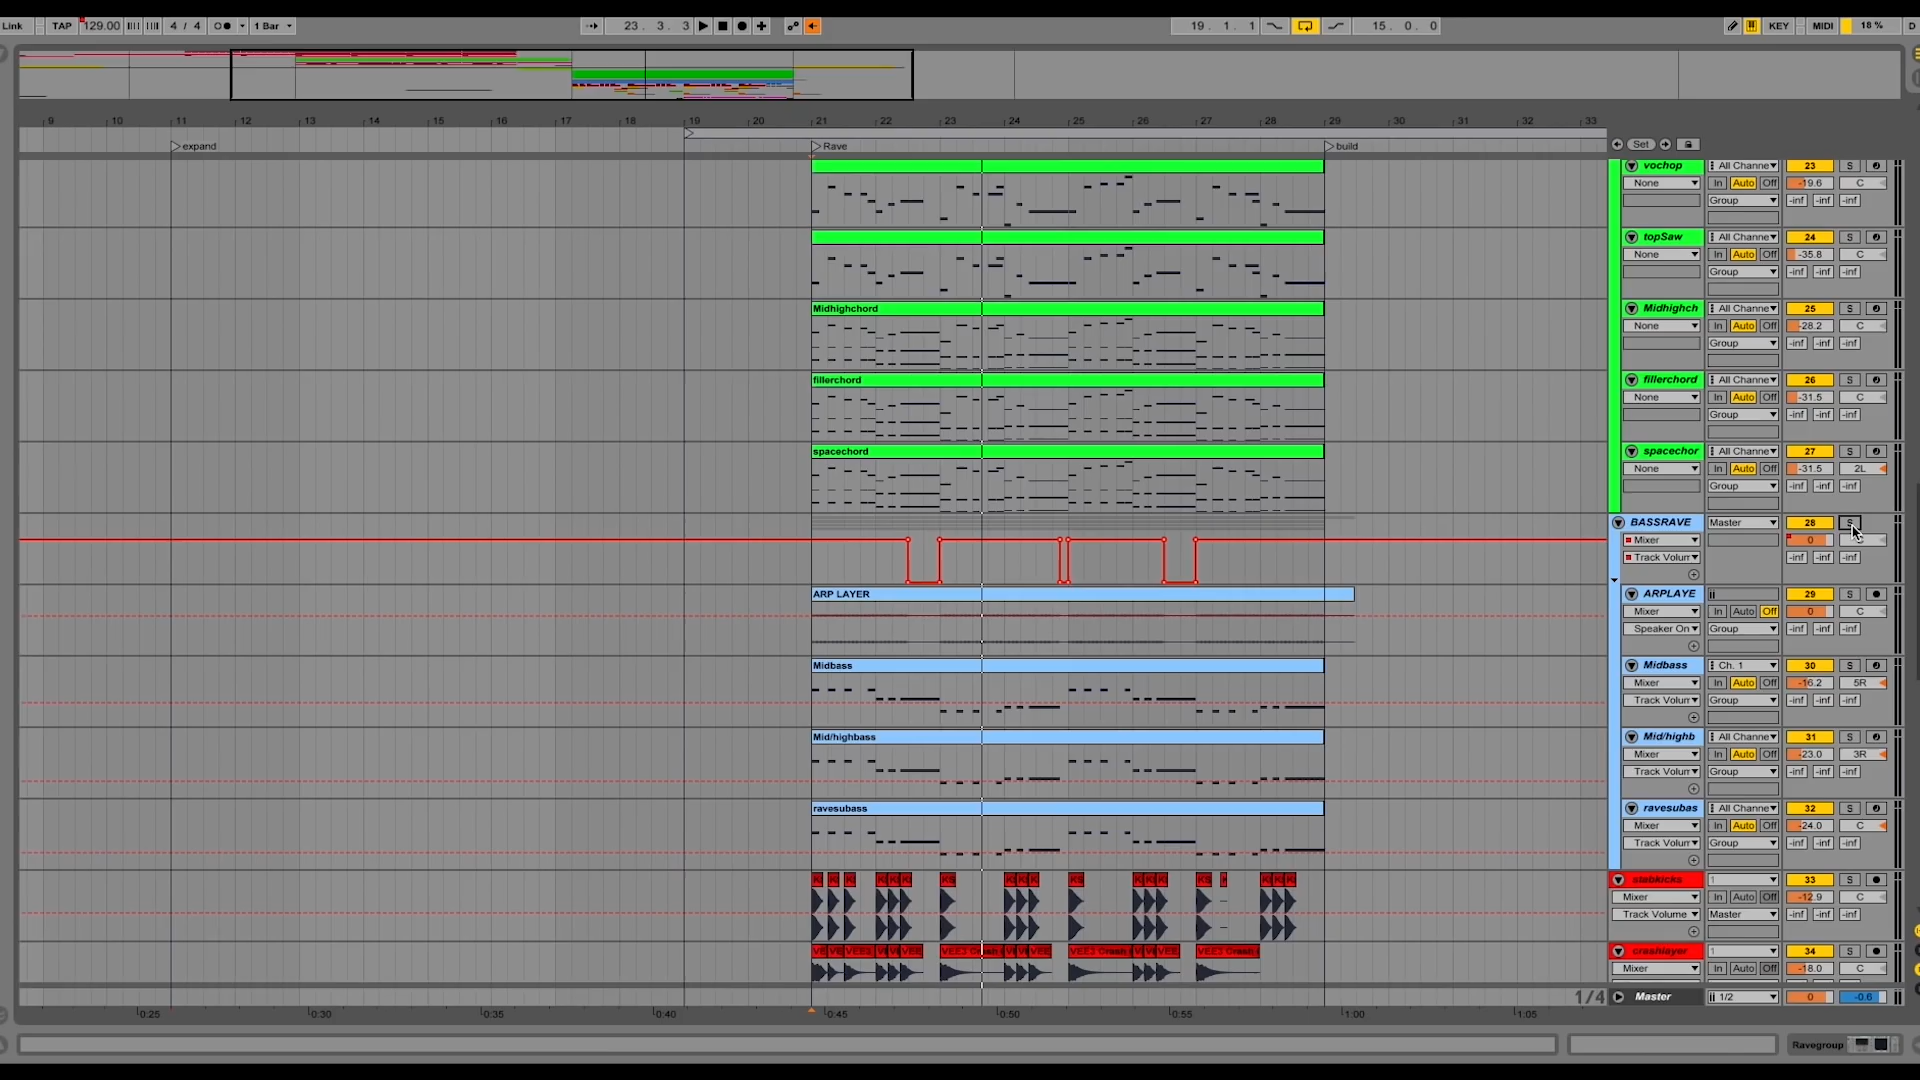 Link TAP 129.00 4 / 4 1 Bar 23. 3. 3 19. 1. 1 15. 0. 0 KEY MIDI 18 % D
9 10 11 12 13 14 15 16 17 18 19 20 21 22 23 24 25 26 27 28 29 30 31 32 33
expand Rave build Set
vochop All Channe 23 S
None In Auto Off -19.6 C
Group -inf -inf -inf
topSaw All Channe 24 S
None In Auto Off -35.8 C
Group -inf -inf -inf
Midhighchord Midhighch All Channe 25 S
None In Auto Off -28.2 C
Group -inf -inf -inf
fillerchord fillerchord All Channe 26 S
None In Auto Off -31.5 C
Group -inf -inf -inf
spacechord spacechor All Channe 27 S
None In Auto Off -31.5 2L
Group -inf -inf -inf
BASSRAVE Master 28 S
Mixer 0 C
Track Volum -inf -inf -inf
ARP LAYER ARPLAYE 29 S
Mixer In Auto Off 0 C
Speaker On Group -inf -inf -inf
Midbass Midbass Ch. 1 30 S
Mixer In Auto Off -16.2 5R
Track Volum Group -inf -inf -inf
Mid/highbass Mid/highb All Channe 31 S
Mixer In Auto Off -23.0 3R
Track Volum Group -inf -inf -inf
ravesubass ravesubas All Channe 32 S
Mixer In Auto Off -24.0 C
Track Volum Group -inf -inf -inf
stabkicks 1 33 S
Mixer In Auto Off -12.9 C
Track Volume Master -inf -inf -inf
VEE3 VEE VEE3 Crash VEE3 Crash VEE VEE3 Crash crashlayer 1 34 S
Mixer In Auto Off -18.0 C
1/4 Master 1/2 0 -0.6
0:25 0:30 0:35 0:40 0:45 0:50 0:55 1:00 1:05
Ravegroup